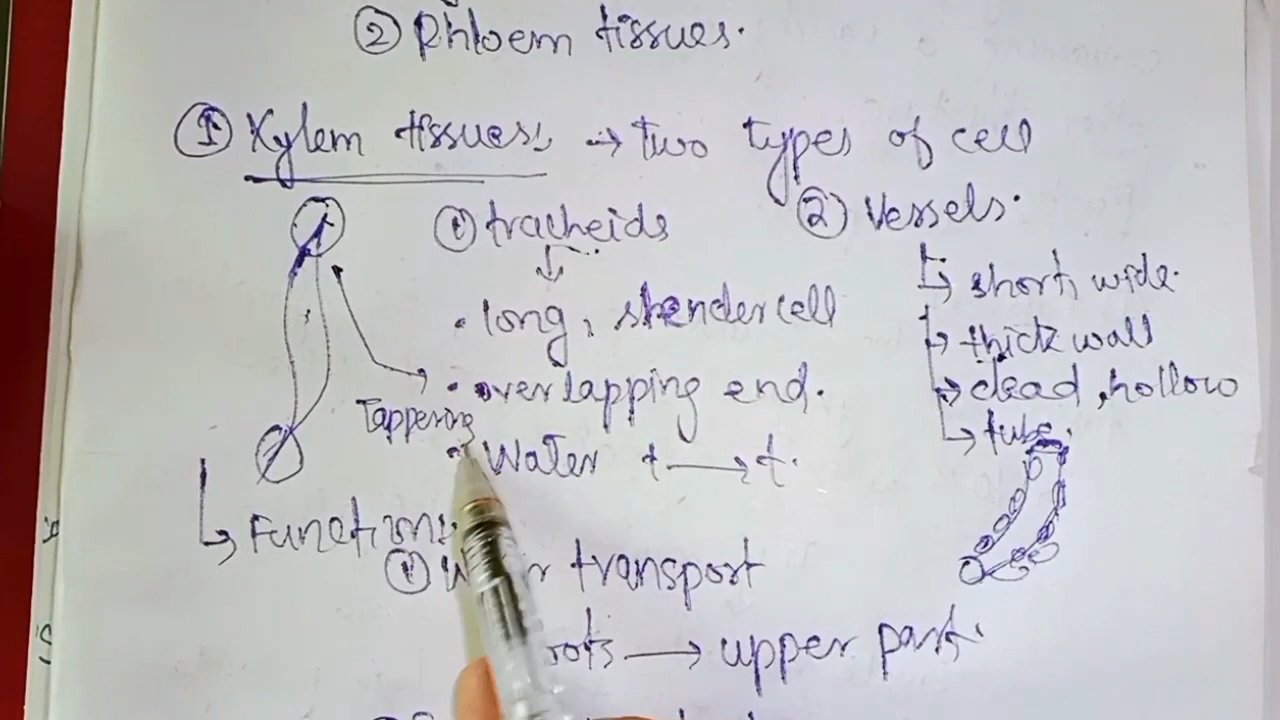 ② Phloem tissues.
① Xylem tissues: → two types of cell
① tracheids ② Vessels.
• long, slender cell
→ short, wide.
→ thick wall
• overlapping end.
→ dead, hollow
Tappering
→ tube.
• Water t → t.
↳ Functions
① transport
→ upper part.